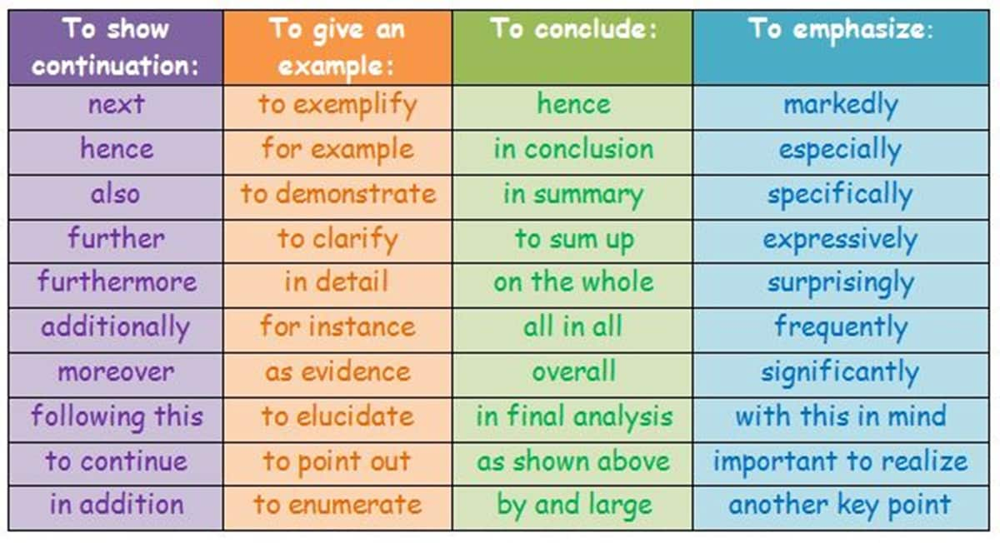 To show continuation: To give an example: To conclude: To emphasize:
next to exemplify hence markedly
hence for example in conclusion especially
also to demonstrate in summary specifically
further to clarify to sum up expressively
furthermore in detail on the whole surprisingly
additionally for instance all in all frequently
moreover as evidence overall significantly
following this to elucidate in final analysis with this in mind
to continue to point out as shown above important to realize
in addition to enumerate by and large another key point